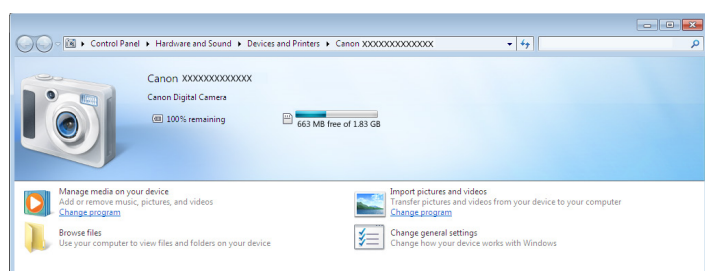 Control Panel ▸ Hardware and Sound ▸ Devices and Printers ▸ Canon XXXXXXXXXXXXX
Canon XXXXXXXXXXXXX
Canon Digital Camera
100% remaining
663 MB free of 1.83 GB
Manage media on your device
Add or remove music, pictures, and videos
Change program
Import pictures and videos
Transfer pictures and videos from your device to your computer
Change program
Browse files
Use your computer to view files and folders on your device
Change general settings
Change how your device works with Windows